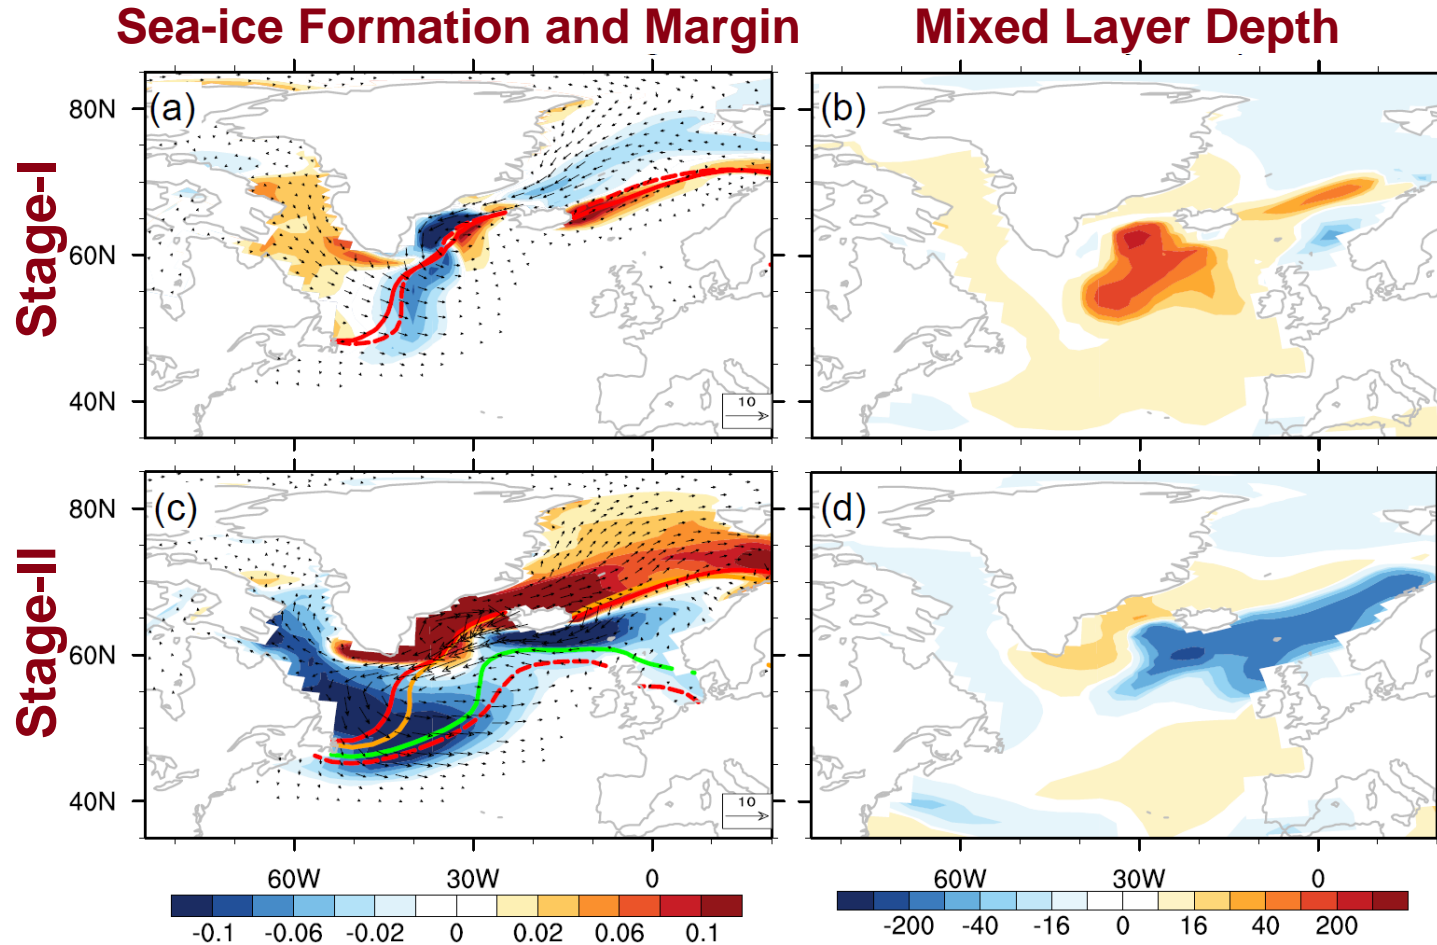 Sea-ice Formation and Margin
Mixed Layer Depth
Stage-I
(a)
(b)
80N
60N
40N
10
Stage-II
(c)
(d)
80N
60N
40N
10
60W 30W 0
60W 30W 0
-0.1 -0.06 -0.02 0 0.02 0.06 0.1
-200 -40 -16 0 16 40 200